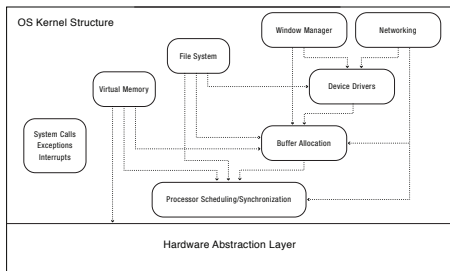 OS Kernel Structure
Window Manager
Networking
File System
Virtual Memory
Device Drivers
System Calls
Exceptions
Interrupts
Buffer Allocation
Processor Scheduling/Synchronization
Hardware Abstraction Layer